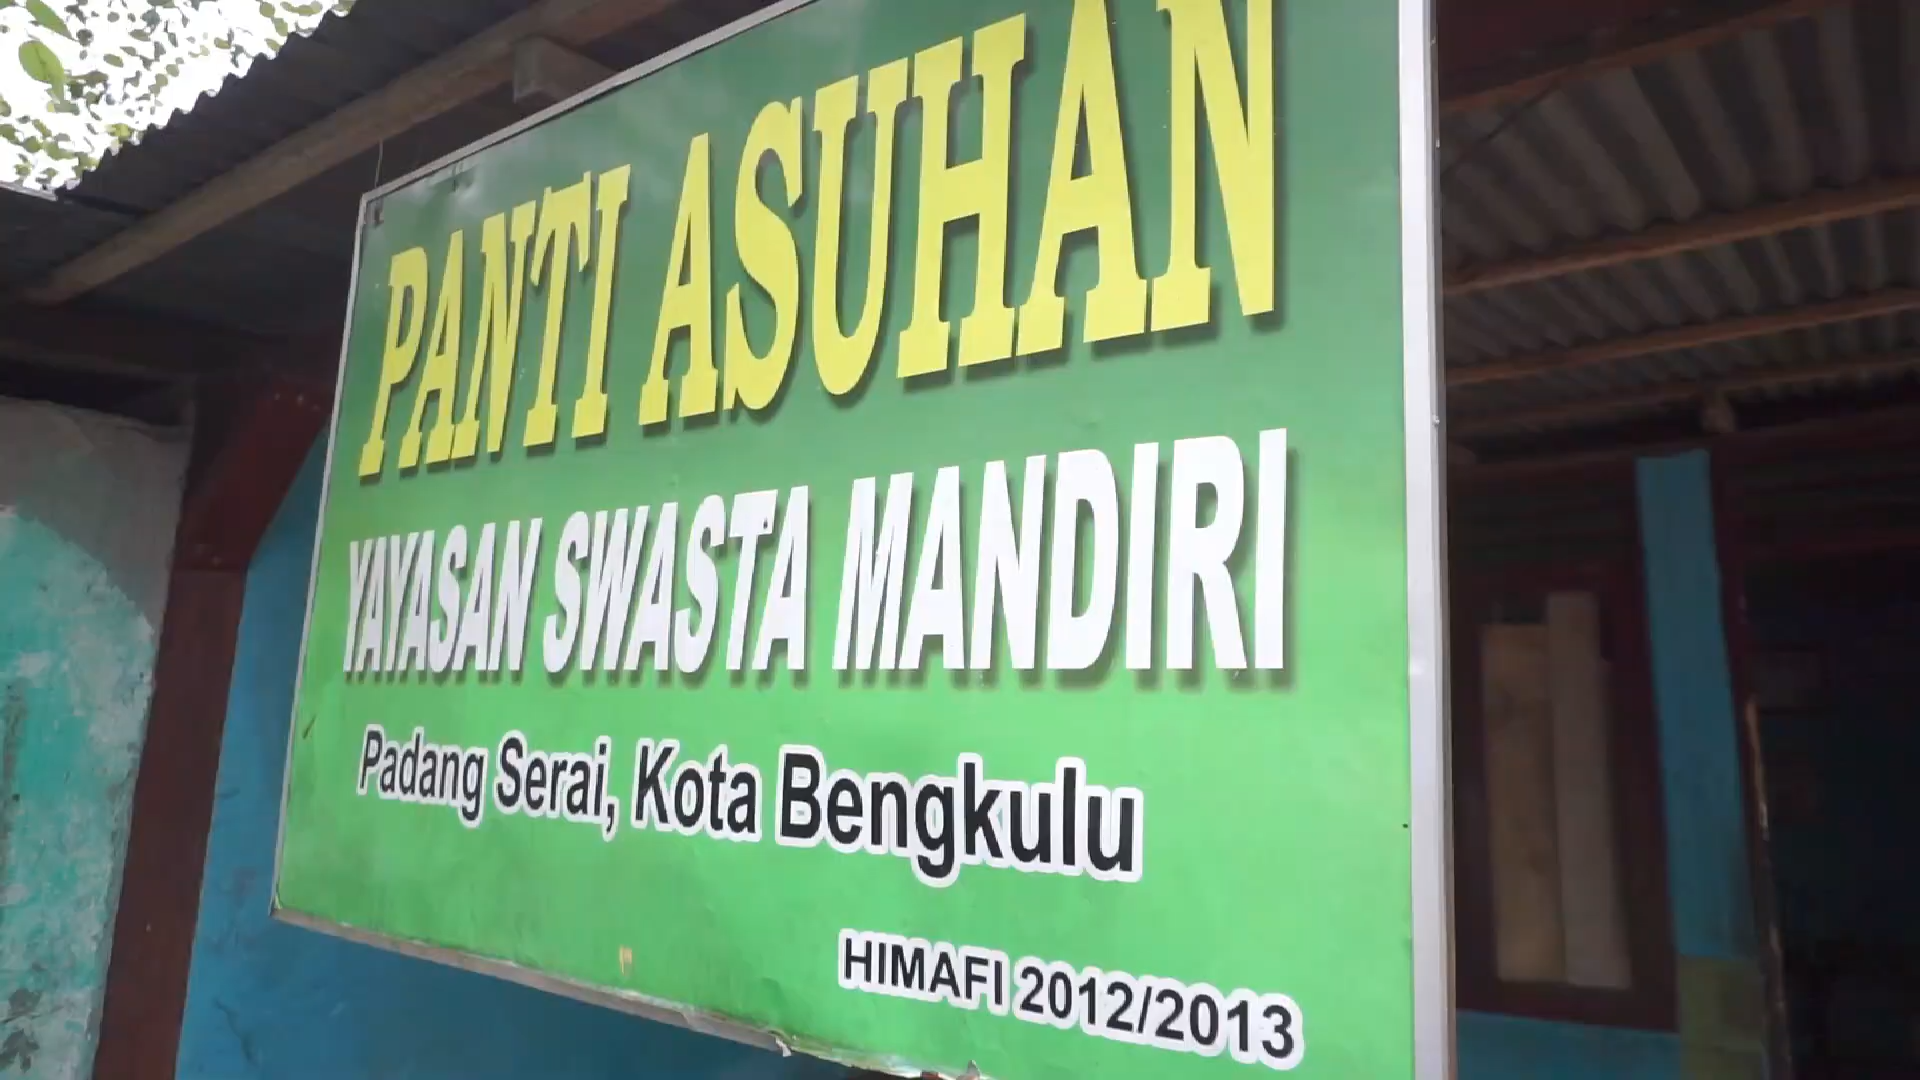 PANTI ASUHAN
YAYASAN SWASTA MANDIRI
Padang Serai, Kota Bengkulu
HIMAFI 2012/2013